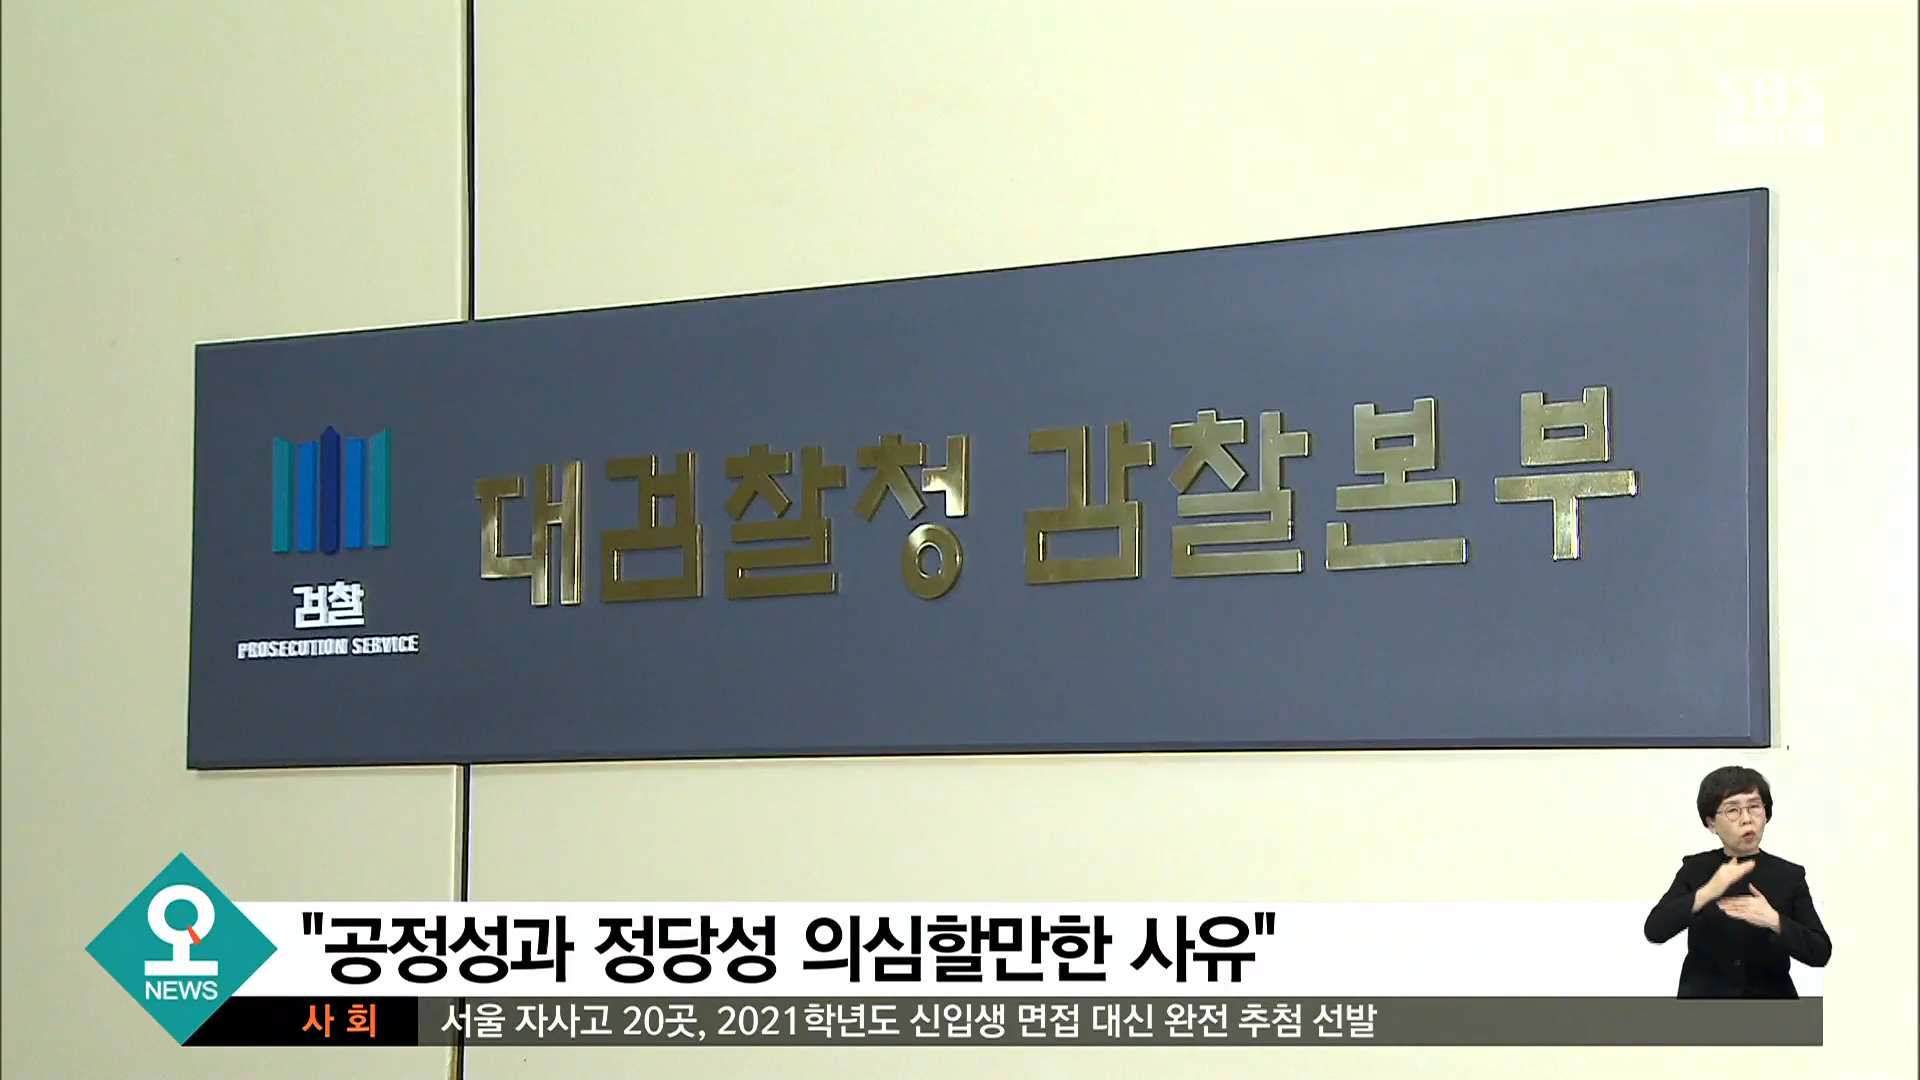 SBS
대검찰청 감찰본부
검찰
PROSECUTION SERVICE
오
NEWS
"공정성과 정당성 의심할만한 사유"
사회
서울 자사고 20곳, 2021학년도 신입생 면접 대신 완전 추첨 선발